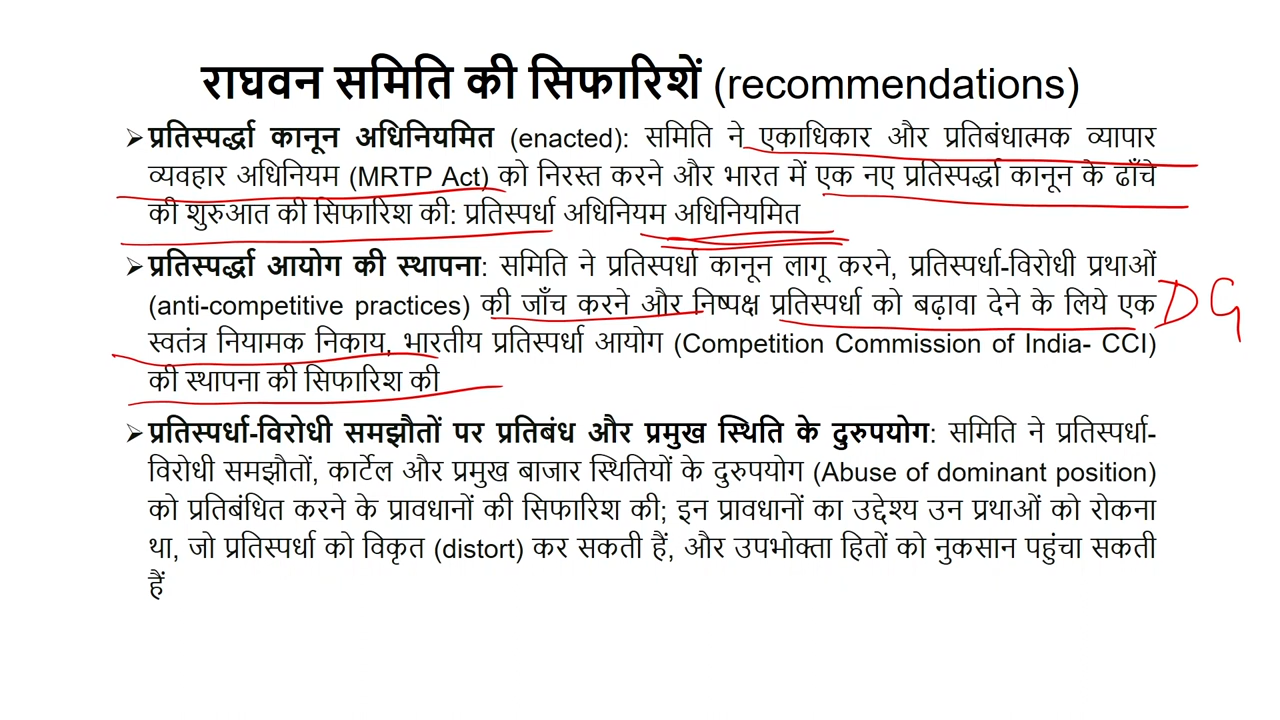 राघवन समिति की सिफारिशें (recommendations)
➢ प्रतिस्पर्द्धा कानून अधिनियमित (enacted): समिति ने एकाधिकार और प्रतिबंधात्मक व्यापार
व्यवहार अधिनियम (MRTP Act) को निरस्त करने और भारत में एक नए प्रतिस्पर्द्धा कानून के ढाँचे
की शुरुआत की सिफारिश की: प्रतिस्पर्धा अधिनियम अधिनियमित
➢ प्रतिस्पर्द्धा आयोग की स्थापना: समिति ने प्रतिस्पर्धा कानून लागू करने, प्रतिस्पर्धा-विरोधी प्रथाओं
(anti-competitive practices) की जाँच करने और निष्पक्ष प्रतिस्पर्धा को बढ़ावा देने के लिये एक
DG
स्वतंत्र नियामक निकाय, भारतीय प्रतिस्पर्धा आयोग (Competition Commission of India- CCI)
की स्थापना की सिफारिश की
➢ प्रतिस्पर्धा-विरोधी समझौतों पर प्रतिबंध और प्रमुख स्थिति के दुरुपयोग: समिति ने प्रतिस्पर्धा-
विरोधी समझौतों, कार्टेल और प्रमुख बाजार स्थितियों के दुरुपयोग (Abuse of dominant position)
को प्रतिबंधित करने के प्रावधानों की सिफारिश की; इन प्रावधानों का उद्देश्य उन प्रथाओं को रोकना
था, जो प्रतिस्पर्धा को विकृत (distort) कर सकती हैं, और उपभोक्ता हितों को नुकसान पहुंचा सकती
हैं